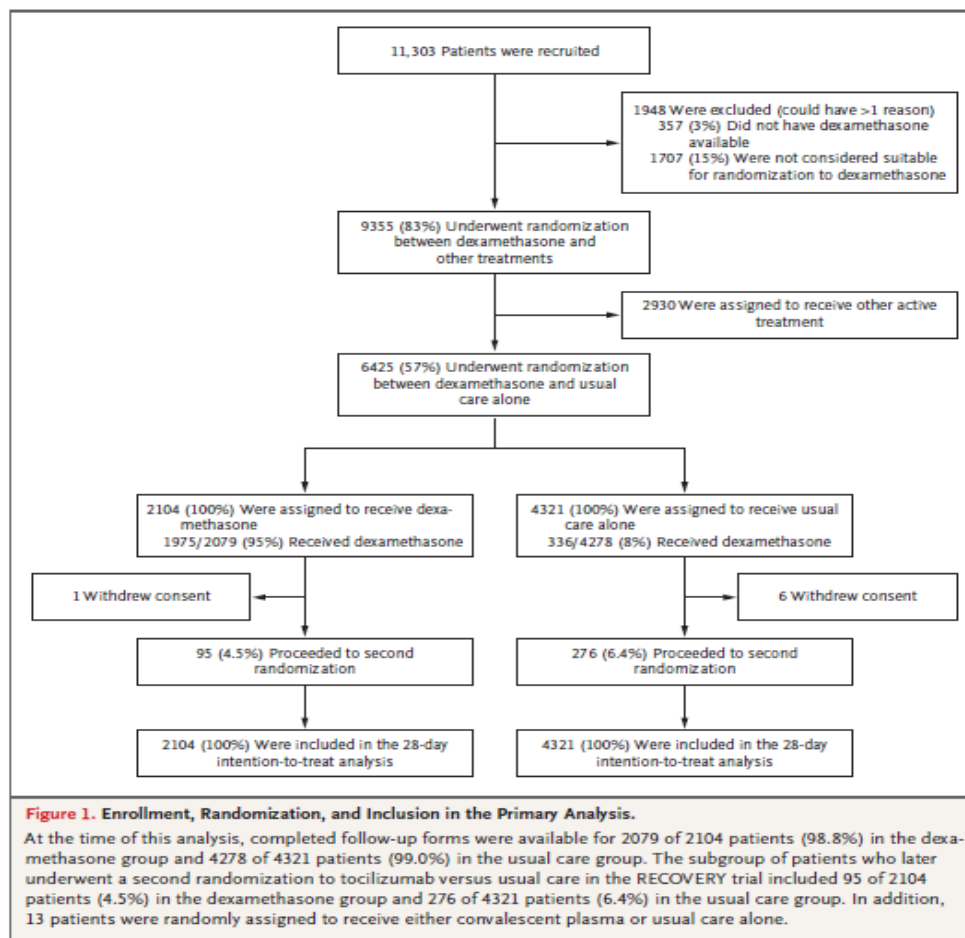 11,303 Patients were recruited
1948 Were excluded (could have >1 reason)
357 (3%) Did not have dexamethasone
available
1707 (15%) Were not considered suitable
for randomization to dexamethasone
9355 (83%) Underwent randomization
between dexamethasone and
other treatments
2930 Were assigned to receive other active
treatment
6425 (57%) Underwent randomization
between dexamethasone and usual
care alone
2104 (100%) Were assigned to receive dexa-
methasone
1975/2079 (95%) Received dexamethasone
4321 (100%) Were assigned to receive usual
care alone
336/4278 (8%) Received dexamethasone
1 Withdrew consent
6 Withdrew consent
95 (4.5%) Proceeded to second
randomization
276 (6.4%) Proceeded to second
randomization
2104 (100%) Were included in the 28-day
intention-to-treat analysis
4321 (100%) Were included in the 28-day
intention-to-treat analysis
Figure 1. Enrollment, Randomization, and Inclusion in the Primary Analysis.
At the time of this analysis, completed follow-up forms were available for 2079 of 2104 patients (98.8%) in the dexa-
methasone group and 4278 of 4321 patients (99.0%) in the usual care group. The subgroup of patients who later
underwent a second randomization to tocilizumab versus usual care in the RECOVERY trial included 95 of 2104
patients (4.5%) in the dexamethasone group and 276 of 4321 patients (6.4%) in the usual care group. In addition,
13 patients were randomly assigned to receive either convalescent plasma or usual care alone.